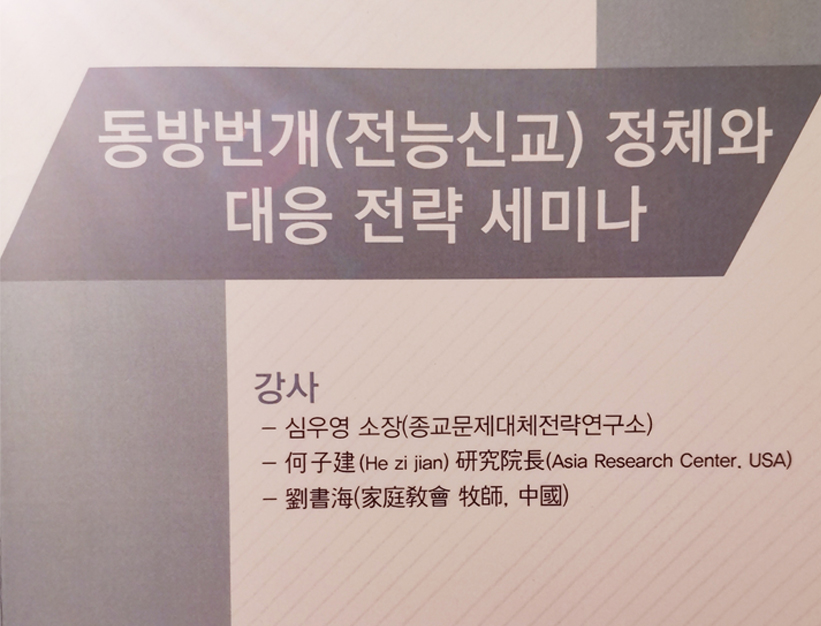 동방번개(전능신교) 정체와
대응 전략 세미나
강사
– 심우영 소장(종교문제대체전략연구소)
– 何子建(He zi jian) 研究院長(Asia Research Center. USA)
– 劉書海(家庭敎會 牧師, 中國)